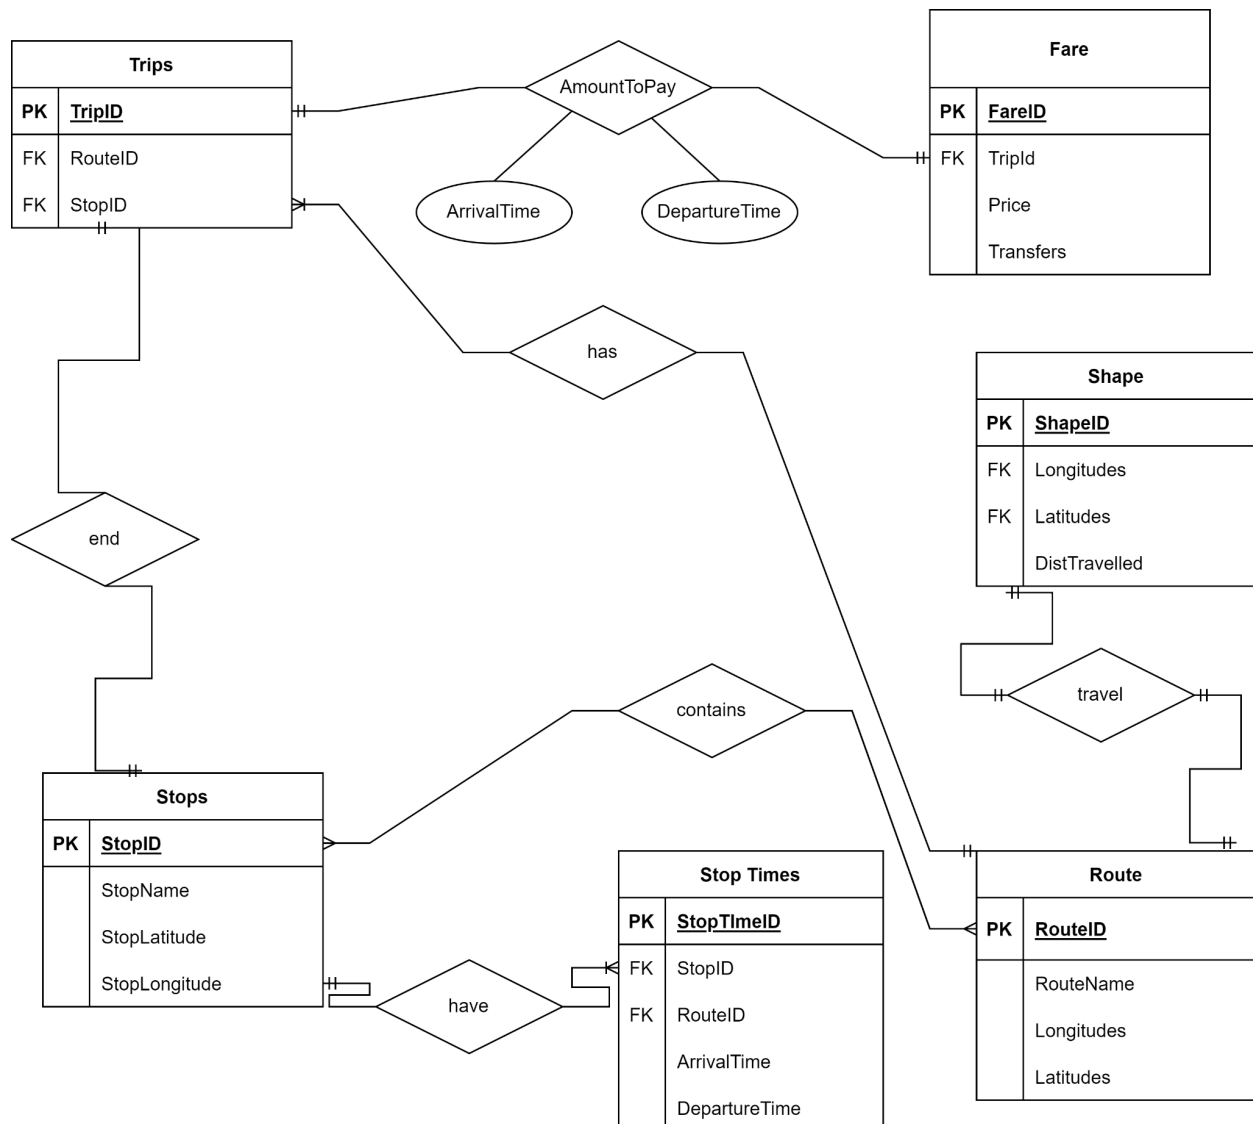 Trips
PK TripID
FK RouteID
FK StopID
AmountToPay
ArrivalTime
DepartureTime
Fare
PK FareID
FK TripId
Price
Transfers
has
Shape
PK ShapeID
FK Longitudes
FK Latitudes
DistTravelled
end
travel
contains
Stops
PK StopID
StopName
StopLatitude
StopLongitude
have
Stop Times
PK StopTImeID
FK StopID
FK RouteID
ArrivalTime
DepartureTime
Route
PK RouteID
RouteName
Longitudes
Latitudes